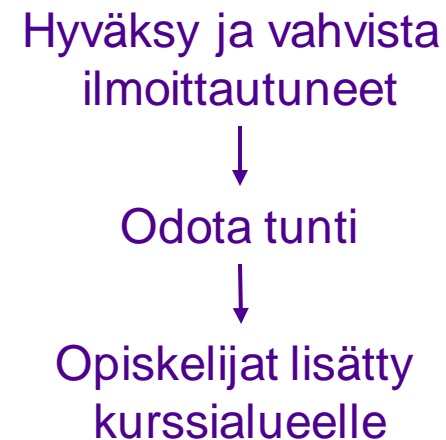 Hyväksy ja vahvista
ilmoittautuneet
Odota tunti
Opiskelijat lisätty
kurssialueelle